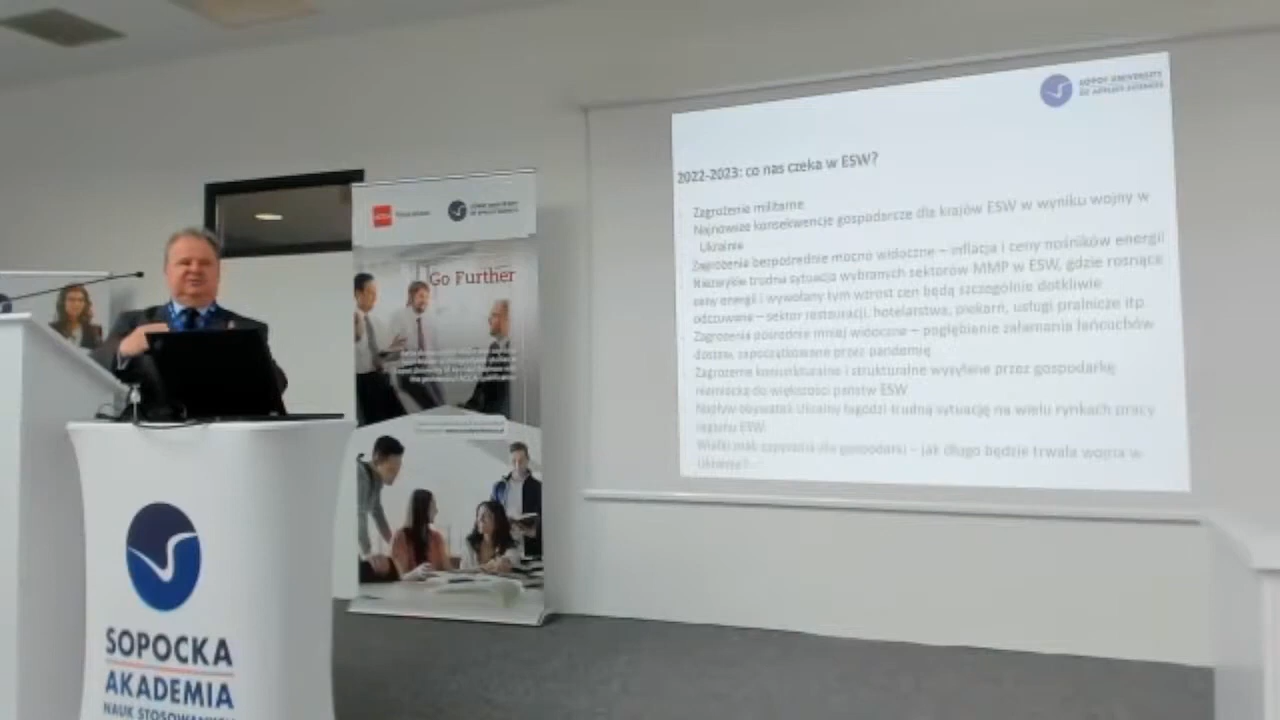 SOPOT UNIVERSITY
OF APPLIED SCIENCES
2022-2023: co nas czeka w ESW?
Zagrożenie militarne
Najnowsze konsekwencje gospodarcze dla krajów ESW w wyniku wojny w
Ukrainie
Zagrożenia bezpośrednie mocno widoczne – inflacja i ceny nośników energii
Niezwykle trudna sytuacja wybranych sektorów MMP w ESW, gdzie rosnące
ceny energii i wywołany tym wzrost cen będą szczególnie dotkliwie
odczuwane – sektor restauracji, hotelarstwa, piekarn, usługi pralnicze itp.
Zagrożenia pośrednie mniej widoczne – pogłębienie załamania łańcuchów
dostaw, zapoczątkowane przez pandemię
Zagrożenie koniunkturalne i strukturalne wysyłane przez gospodarkę
niemiecką do większości państw ESW
Napływ obywateli Ukrainy łagodzi trudną sytuację na wielu rynkach pracy
regionu ESW
Wielki znak zapytania dla gospodarki – jak długo będzie trwała wojna w
Ukrainie?
Go Further
SOPOCKA
AKADEMIA
NAUK STOSOWANYCH